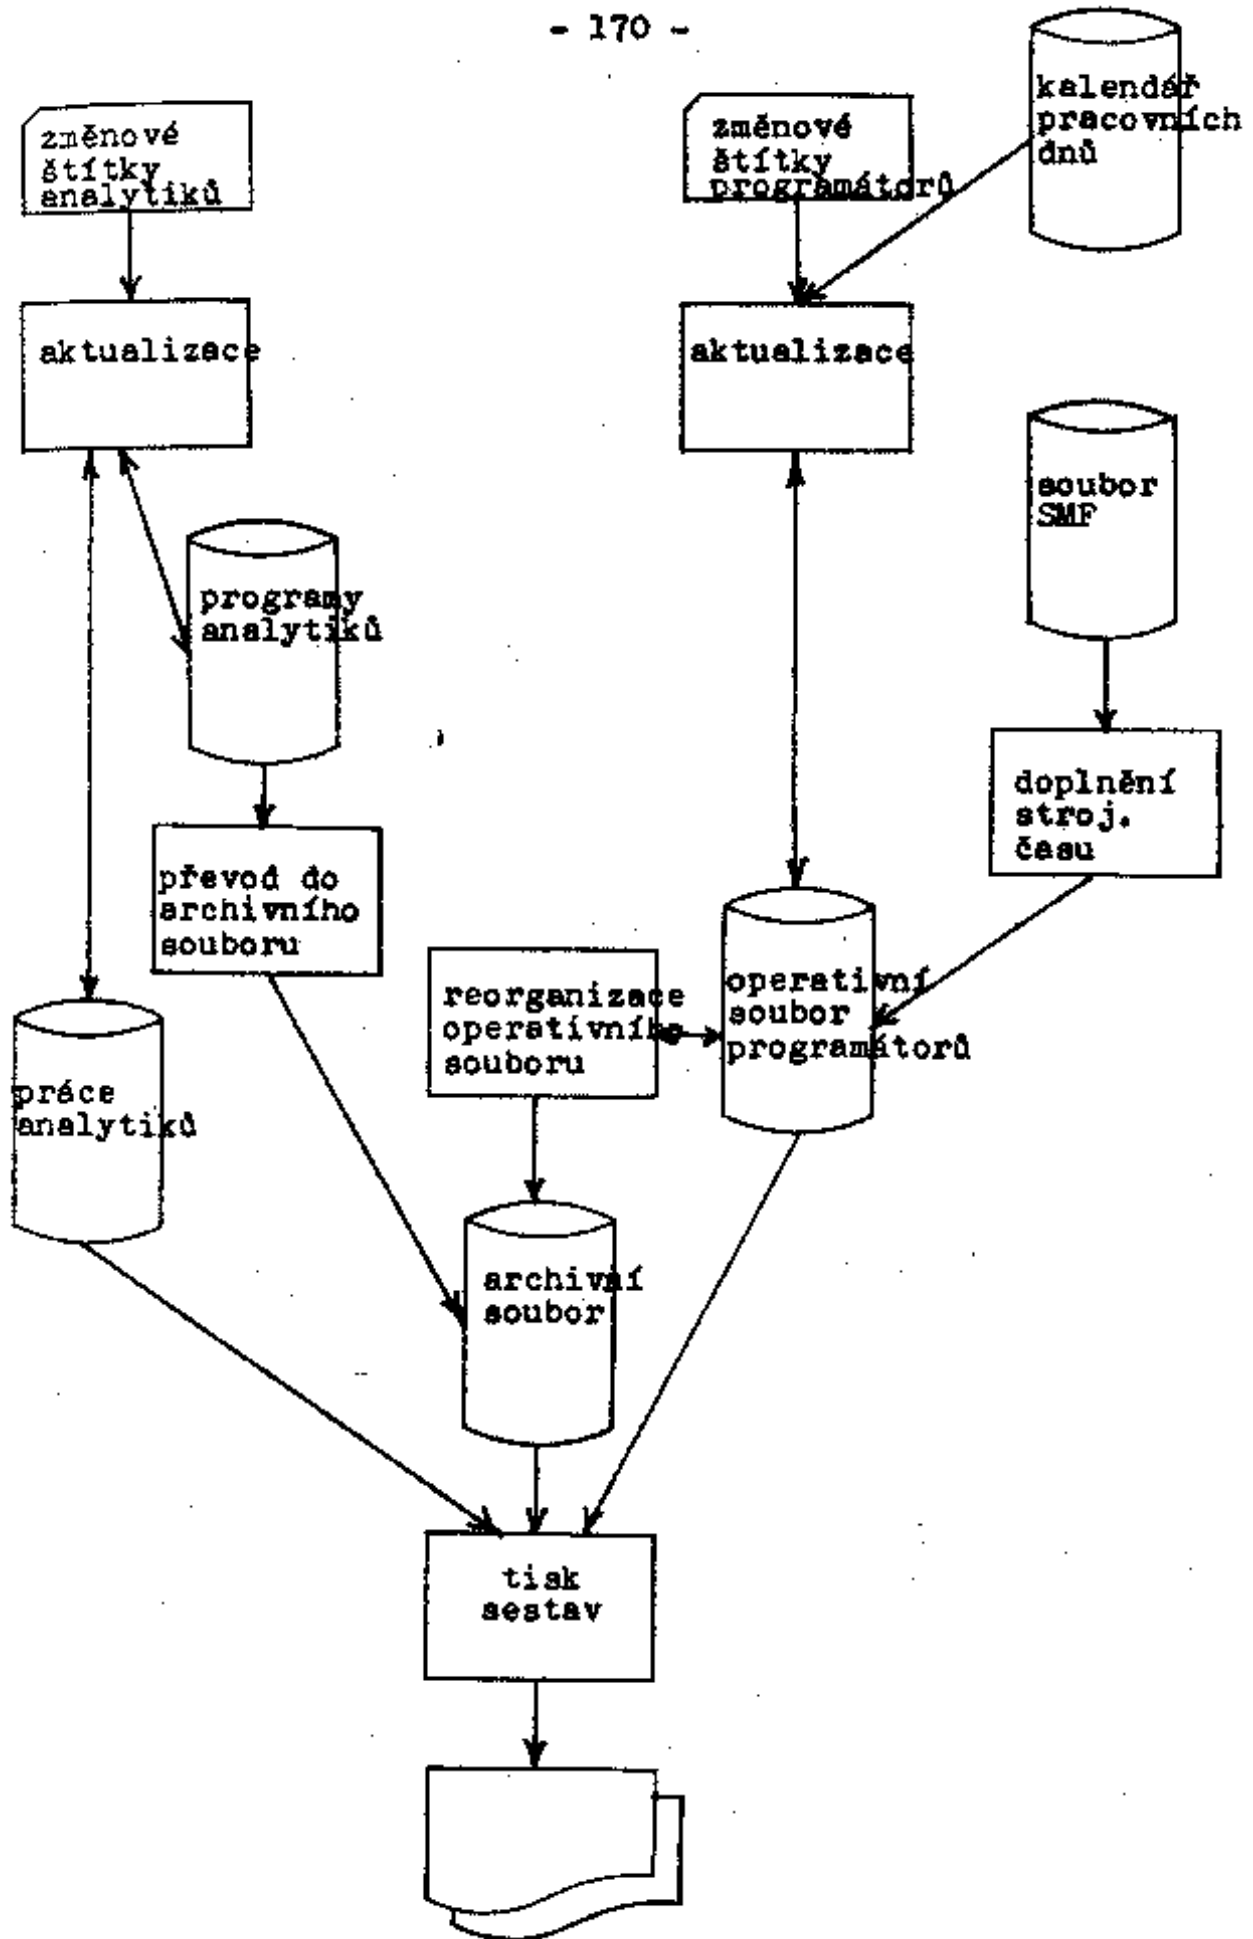 - 170 -
změnové
štítky
analytiků
změnové
štítky
programátorů
kalendář
pracovních
dnů
aktualizace
aktualizace
soubor
SMF
programy
analytiků
doplnění
stroj.
času
převod do
archivního
souboru
reorganizace
operativního
souboru
operativní
soubor
programátorů
práce
analytiků
archivní
soubor
tisk
sestav